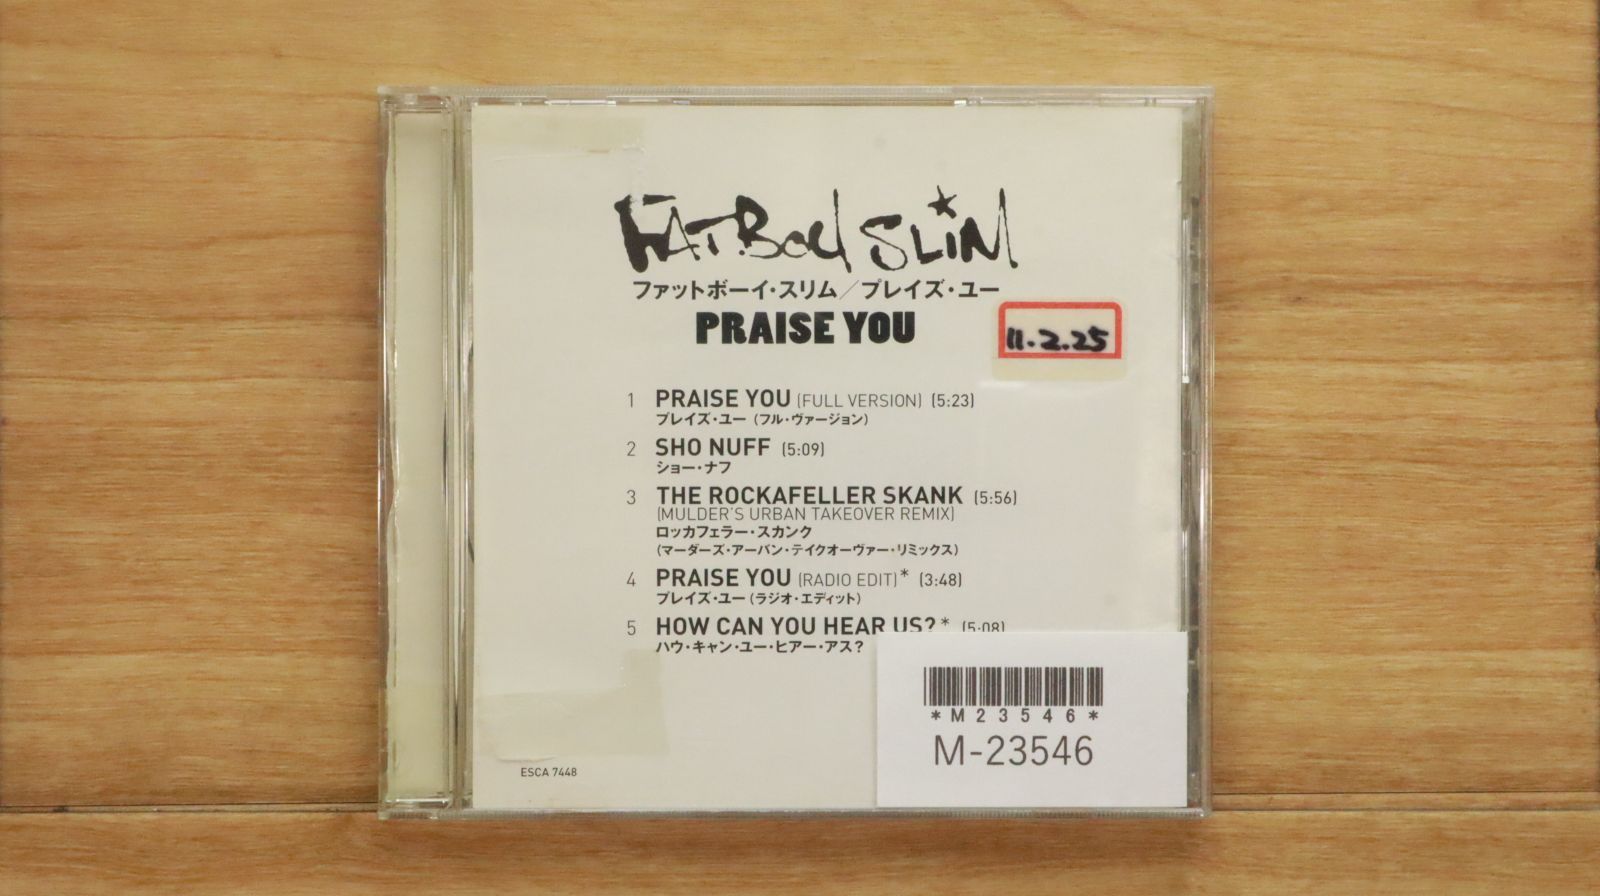 FATBOY SLIM
ファットボーイ・スリム／プレイズ・ユー
PRAISE YOU
11.2.25
1 PRAISE YOU (FULL VERSION) (5:23)
プレイズ・ユー (フル・ヴァージョン)
2 SHO NUFF (5:09)
ショー・ナフ
3 THE ROCKAFELLER SKANK (5:56)
(MULDER'S URBAN TAKEOVER REMIX)
ロッカフェラー・スカンク
(マーダーズ・アーバン・テイクオーヴァー・リミックス)
4 PRAISE YOU (RADIO EDIT)* (3:48)
プレイズ・ユー (ラジオ・エディット)
5 HOW CAN YOU HEAR US?* (5:08)
ハウ・キャン・ユー・ヒアー・アス?
*M23546*
M-23546
ESCA 7448